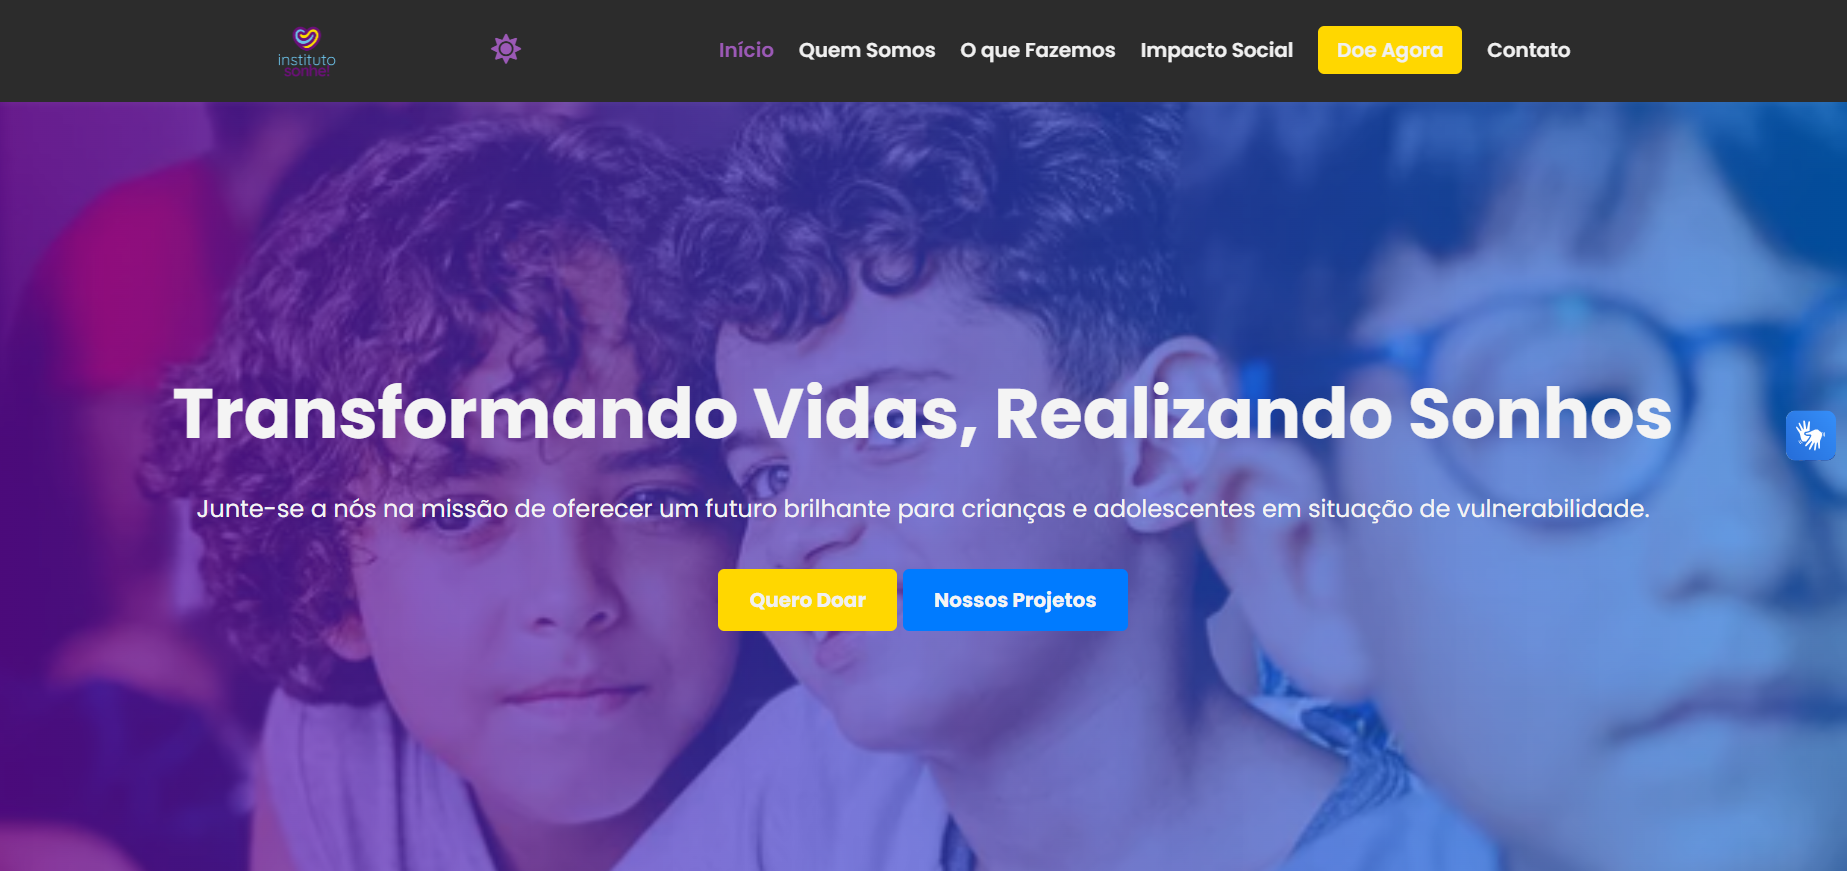 instituto
sonhe!
Início Quem Somos O que Fazemos Impacto Social Doe Agora Contato
Transformando Vidas, Realizando Sonhos
Junte-se a nós na missão de oferecer um futuro brilhante para crianças e adolescentes em situação de vulnerabilidade.
Quero Doar Nossos Projetos